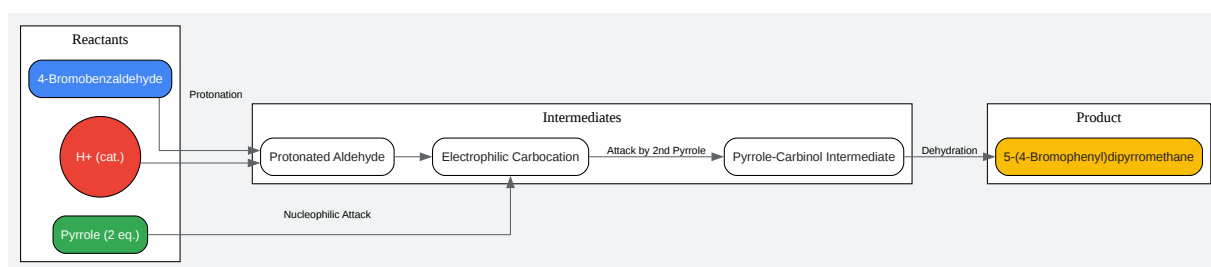 Reactants
4-Bromobenzaldehyde
Protonation
H+ (cat.)
Pyrrole (2 eq.)
Nucleophilic Attack
Intermediates
Protonated Aldehyde
Electrophilic Carbocation
Attack by 2nd Pyrrole
Pyrrole-Carbinol Intermediate
Dehydration
Product
5-(4-Bromophenyl)dipyrromethane